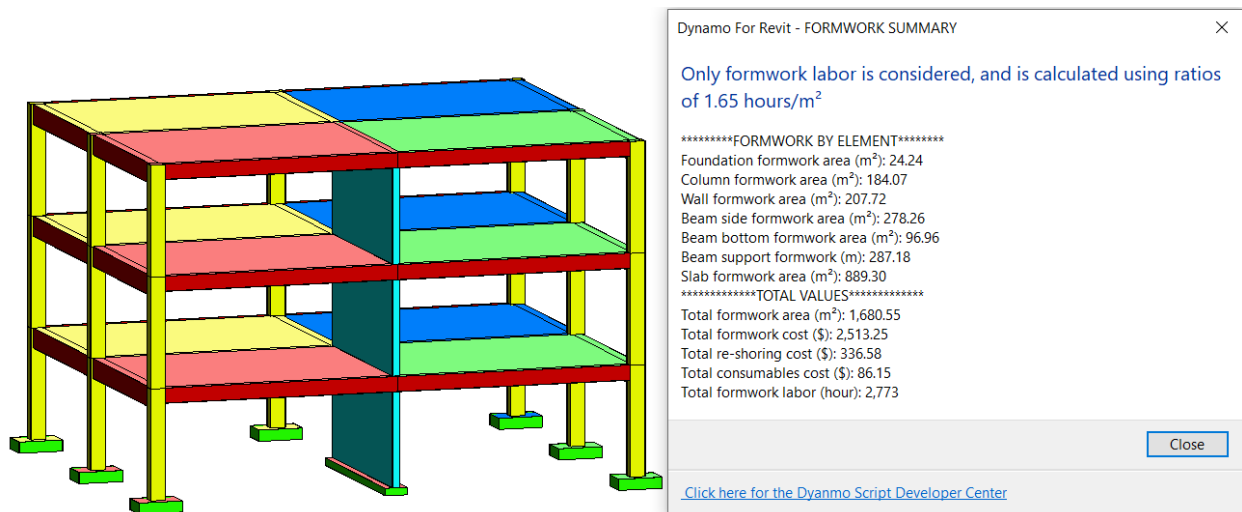 Dynamo For Revit - FORMWORK SUMMARY
Only formwork labor is considered, and is calculated using ratios
of 1.65 hours/m²
*********FORMWORK BY ELEMENT********
Foundation formwork area (m²): 24.24
Column formwork area (m²): 184.07
Wall formwork area (m²): 207.72
Beam side formwork area (m²): 278.26
Beam bottom formwork area (m²): 96.96
Beam support formwork (m): 287.18
Slab formwork area (m²): 889.30
*************TOTAL VALUES*************
Total formwork area (m²): 1,680.55
Total formwork cost ($): 2,513.25
Total re-shoring cost ($): 336.58
Total consumables cost ($): 86.15
Total formwork labor (hour): 2,773
Close
Click here for the Dyanmo Script Developer Center